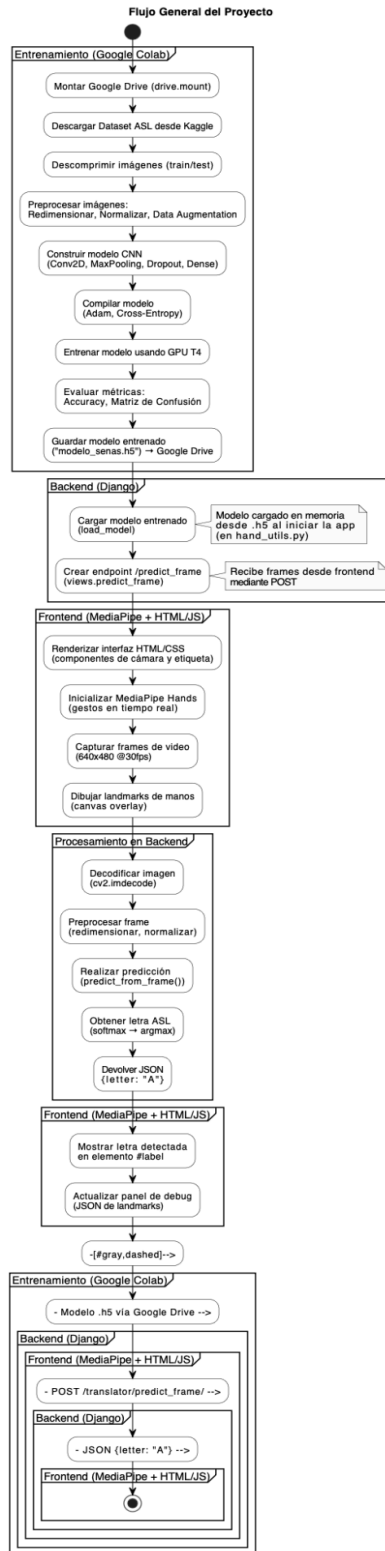 Flujo General del Proyecto
Entrenamiento (Google Colab)
Montar Google Drive (drive.mount)
Descargar Dataset ASL desde Kaggle
Descomprimir imágenes (train/test)
Preprocesar imágenes:
Redimensionar, Normalizar, Data Augmentation
Construir modelo CNN
(Conv2D, MaxPooling, Dropout, Dense)
Compilar modelo
(Adam, Cross-Entropy)
Entrenar modelo usando GPU T4
Evaluar métricas:
Accuracy, Matriz de Confusión
Guardar modelo entrenado
("modelo_senas.h5") → Google Drive
Backend (Django)
Cargar modelo entrenado
(load_model)
Modelo cargado en memoria
desde .h5 al iniciar la app
(en hand_utils.py)
Crear endpoint /predict_frame
(views.predict_frame)
Recibe frames desde frontend
mediante POST
Frontend (MediaPipe + HTML/JS)
Renderizar interfaz HTML/CSS
(componentes de cámara y etiqueta)
Inicializar MediaPipe Hands
(gestos en tiempo real)
Capturar frames de video
(640x480 @30fps)
Dibujar landmarks de manos
(canvas overlay)
Procesamiento en Backend
Decodificar imagen
(cv2.imdecode)
Preprocesar frame
(redimensionar, normalizar)
Realizar predicción
(predict_from_frame())
Obtener letra ASL
(softmax → argmax)
Devolver JSON
{letter: "A"}
Frontend (MediaPipe + HTML/JS)
Mostrar letra detectada
en elemento #label
Actualizar panel de debug
(JSON de landmarks)
-[#gray,dashed]-->
Entrenamiento (Google Colab)
- Modelo .h5 vía Google Drive -->
Backend (Django)
Frontend (MediaPipe + HTML/JS)
- POST /translator/predict_frame/ -->
Backend (Django)
- JSON {letter: "A"} -->
Frontend (MediaPipe + HTML/JS)